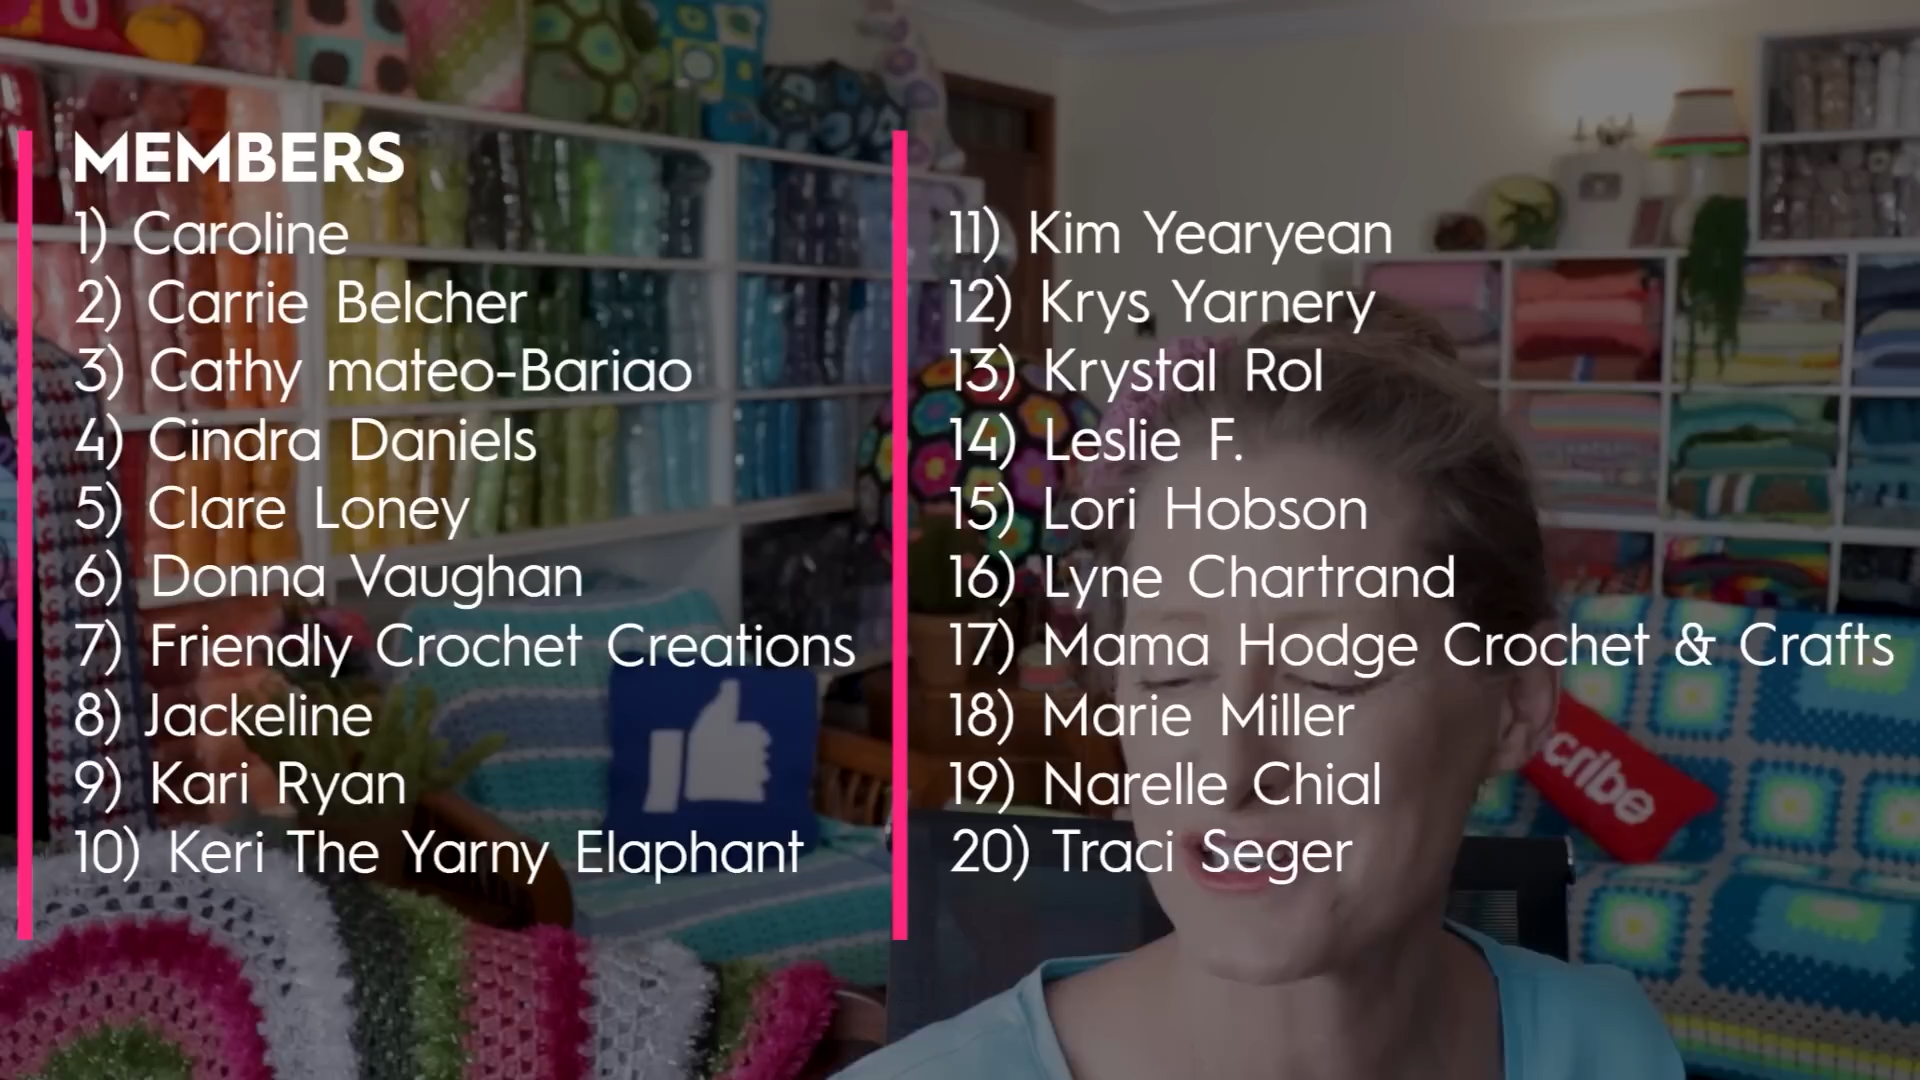 MEMBERS
1) Caroline
2) Carrie Belcher
3) Cathy mateo-Bariao
4) Cindra Daniels
5) Clare Loney
6) Donna Vaughan
7) Friendly Crochet Creations
8) Jackeline
9) Kari Ryan
10) Keri The Yarny Elaphant
11) Kim Yearyean
12) Krys Yarnery
13) Krystal Rol
14) Leslie F.
15) Lori Hobson
16) Lyne Chartrand
17) Mama Hodge Crochet & Crafts
18) Marie Miller
19) Narelle Chial
20) Traci Seger
cribe